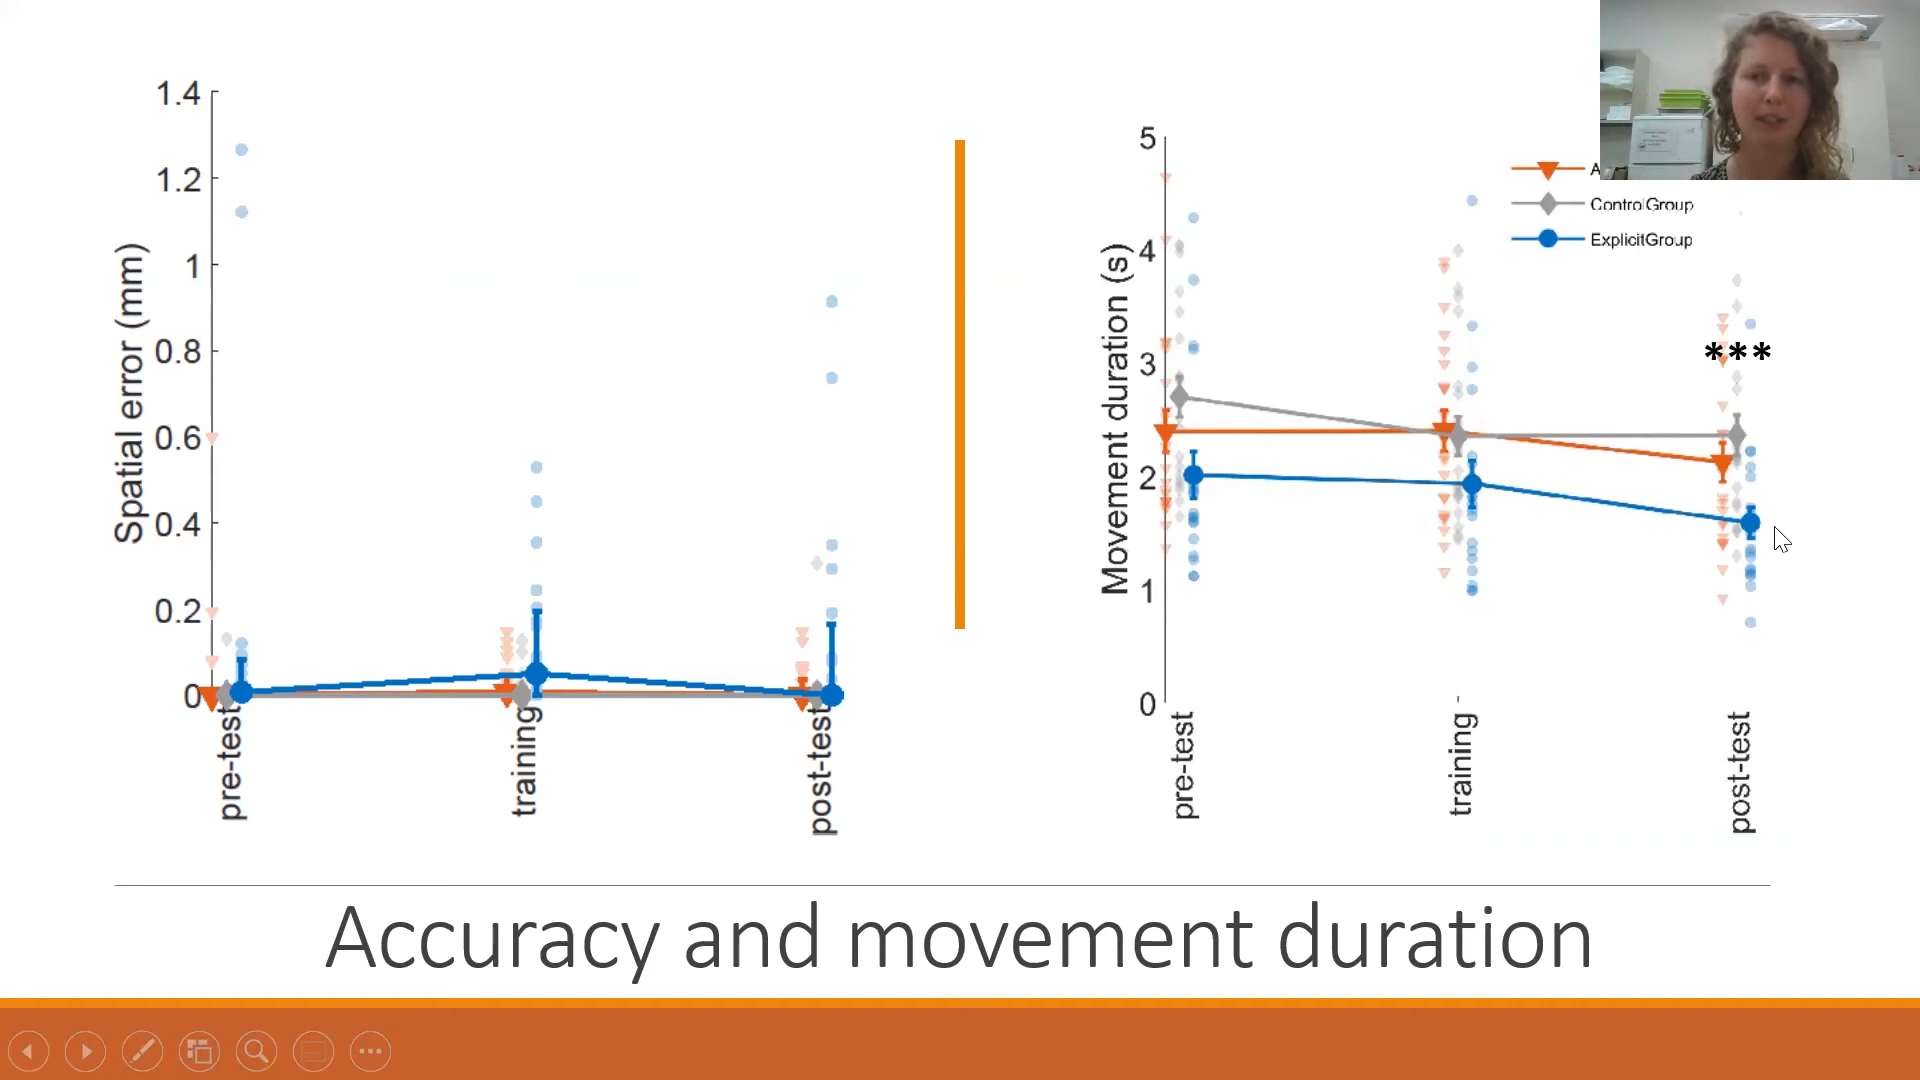 1.4
1.2
1
0.8
0.6
0.4
0.2
0
Spatial error (mm)
pre-test
training
post-test
5
4
3
2
1
0
Movement duration (s)
A
ControlGroup
ExplicitGroup
***
pre-test
training
post-test
Accuracy and movement duration